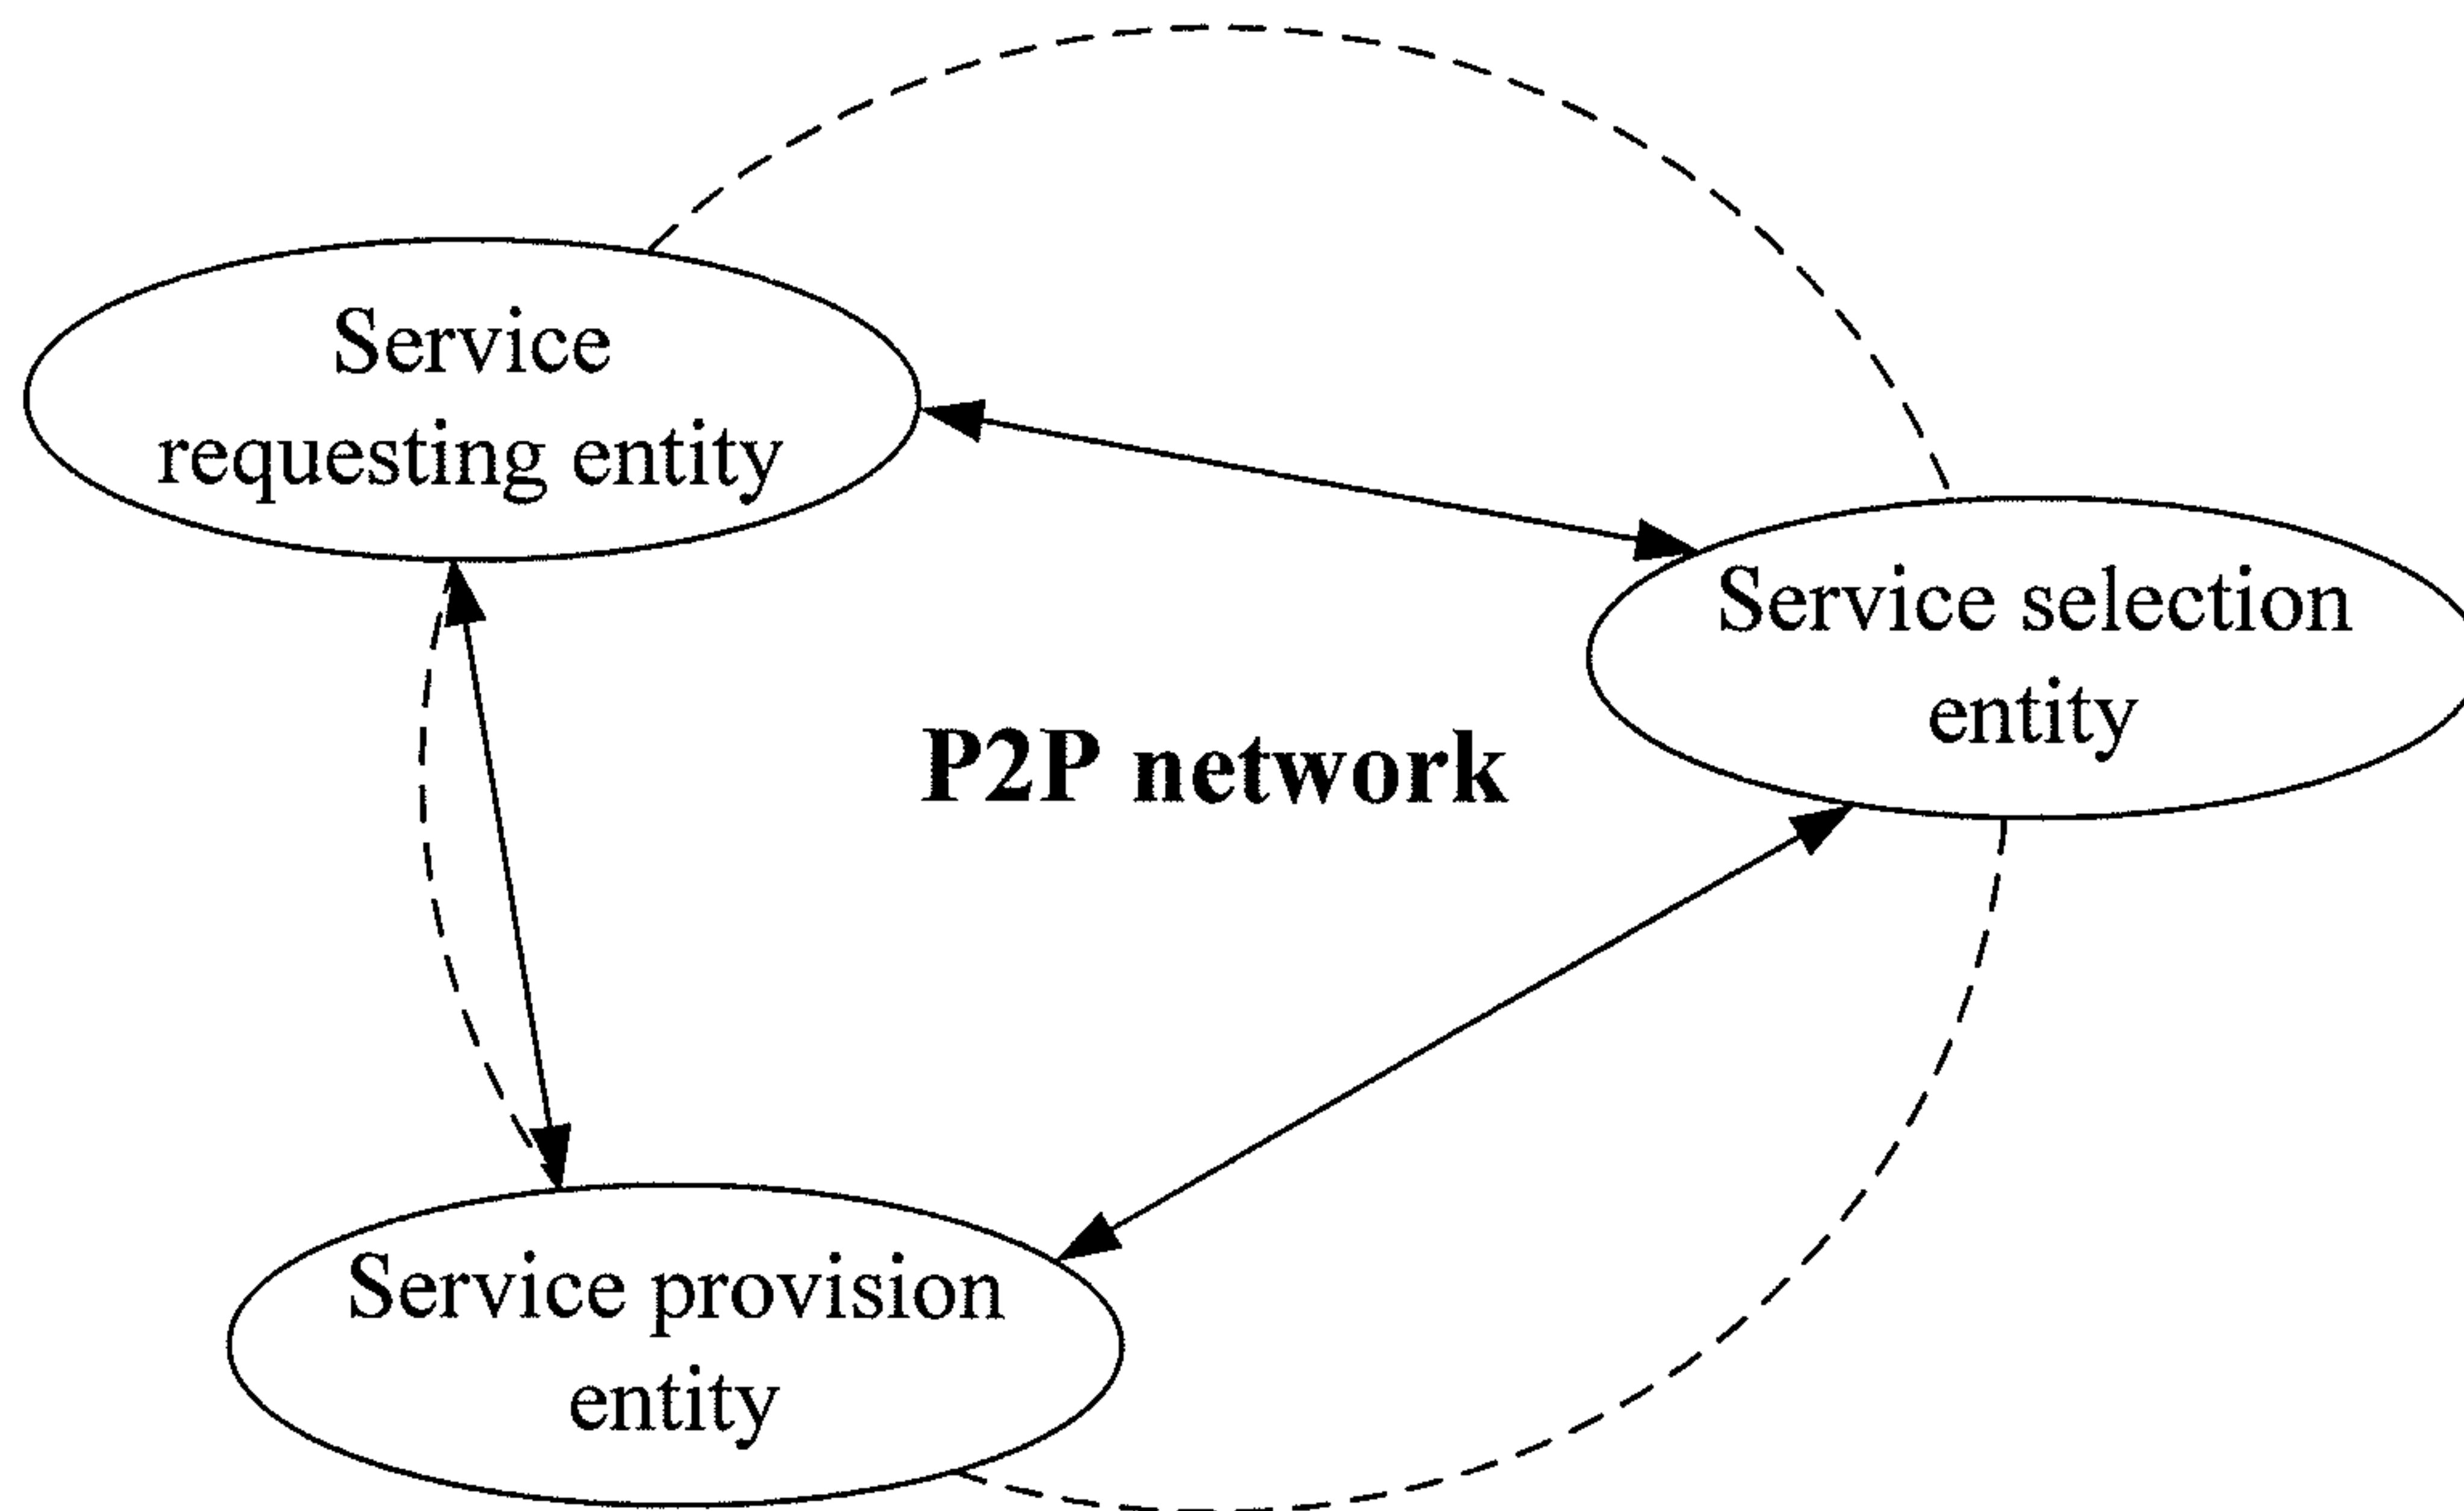 Service
requesting entity
Service selection
entity
P2P network
Service provision
entity